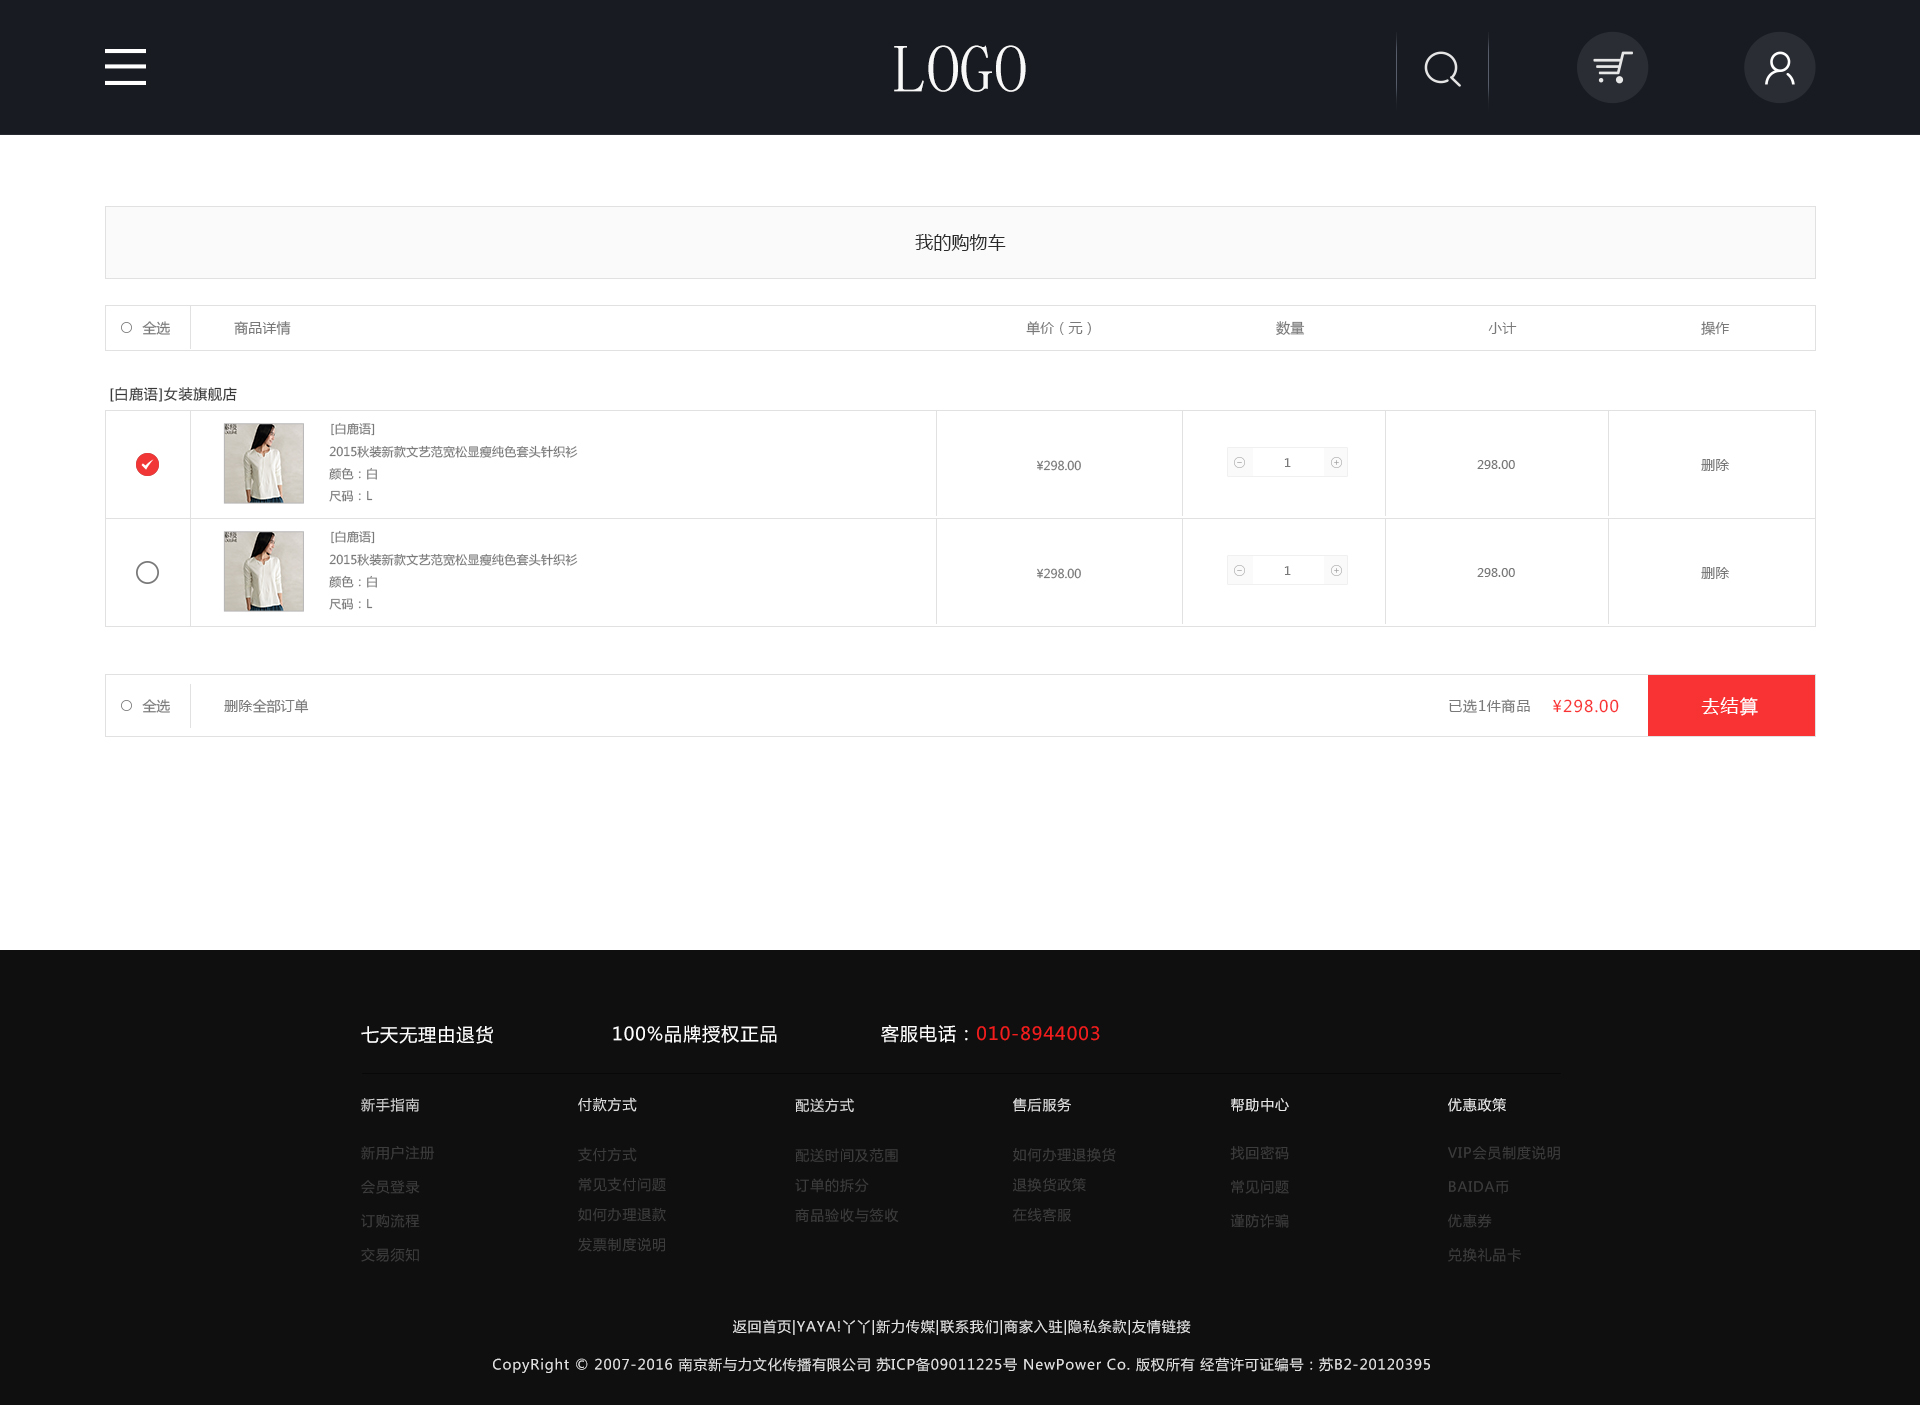 LOGO
我的购物车
全选 商品详情 单价（元） 数量 小计 操作
[白鹿语]女装旗舰店
[白鹿语]
2015秋装新款文艺范宽松显瘦纯色套头针织衫
颜色：白
尺码：L
¥298.00 1 298.00 删除
[白鹿语]
2015秋装新款文艺范宽松显瘦纯色套头针织衫
颜色：白
尺码：L
¥298.00 1 298.00 删除
全选 删除全部订单 已选1件商品 ¥298.00 去结算
七天无理由退货 100%品牌授权正品 客服电话：010-8944003
新手指南
新用户注册
会员登录
订购流程
交易须知
付款方式
支付方式
常见支付问题
如何办理退款
发票制度说明
配送方式
配送时间及范围
订单的拆分
商品验收与签收
售后服务
如何办理退换货
退换货政策
在线客服
帮助中心
找回密码
常见问题
谨防诈骗
优惠政策
VIP会员制度说明
BAIDA币
优惠券
兑换礼品卡
返回首页|YAYA!丫丫|新力传媒|联系我们|商家入驻|隐私条款|友情链接
CopyRight © 2007-2016 南京新与力文化传播有限公司 苏ICP备09011225号 NewPower Co. 版权所有 经营许可证编号：苏B2-20120395